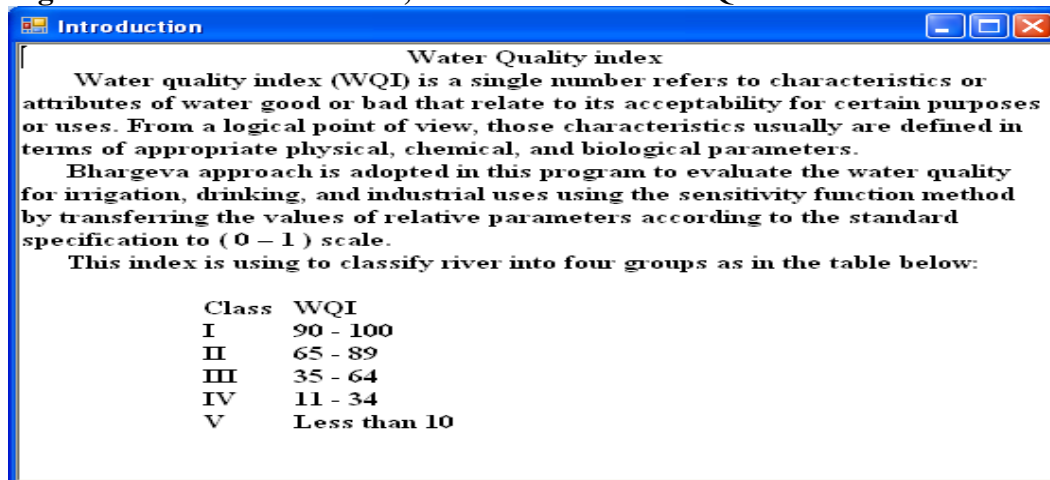 Introduction
Water Quality index
Water quality index (WQI) is a single number refers to characteristics or
attributes of water good or bad that relate to its acceptability for certain purposes
or uses. From a logical point of view, those characteristics usually are defined in
terms of appropriate physical, chemical, and biological parameters.
Bhargeva approach is adopted in this program to evaluate the water quality
for irrigation, drinking, and industrial uses using the sensitivity function method
by transferring the values of relative parameters according to the standard
specification to ( 0 – 1 ) scale.
This index is using to classify river into four groups as in the table below:
Class WQI
I 90 - 100
II 65 - 89
III 35 - 64
IV 11 - 34
V Less than 10